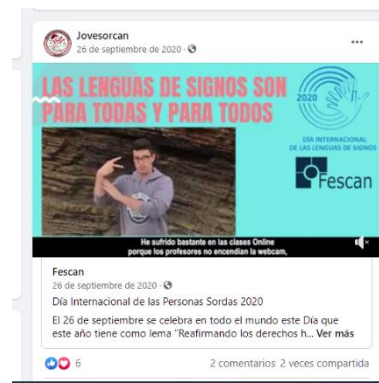 Jovesorcan
26 de septiembre de 2020 ·
LAS LENGUAS DE SIGNOS SON
PARA TODAS Y PARA TODOS
2020
DÍA INTERNACIONAL
DE LAS LENGUAS DE SIGNOS
Fescan
He sufrido bastante en las clases Online
porque los profesores no encendían la webcam,
Fescan
26 de septiembre de 2020 ·
Día Internacional de las Personas Sordas 2020
El 26 de septiembre se celebra en todo el mundo este Día que
este año tiene como lema "Reafirmando los derechos h... Ver más
6
2 comentarios 2 veces compartida